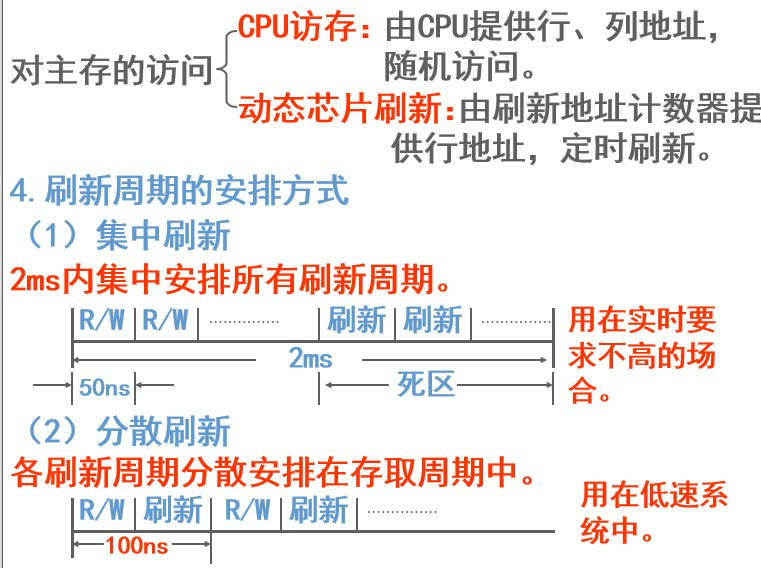 CPU访存：由CPU提供行、列地址，
对主存的访问
随机访问。
动态芯片刷新：由刷新地址计数器提
供行地址，定时刷新。
4.刷新周期的安排方式
（1）集中刷新
2ms内集中安排所有刷新周期。
R/W R/W ……………… 刷新 刷新 ………………
用在实时要
求不高的场
合。
2ms
50ns 死区
（2）分散刷新
各刷新周期分散安排在存取周期中。
R/W 刷新 R/W 刷新 ………………
100ns
用在低速系
统中。